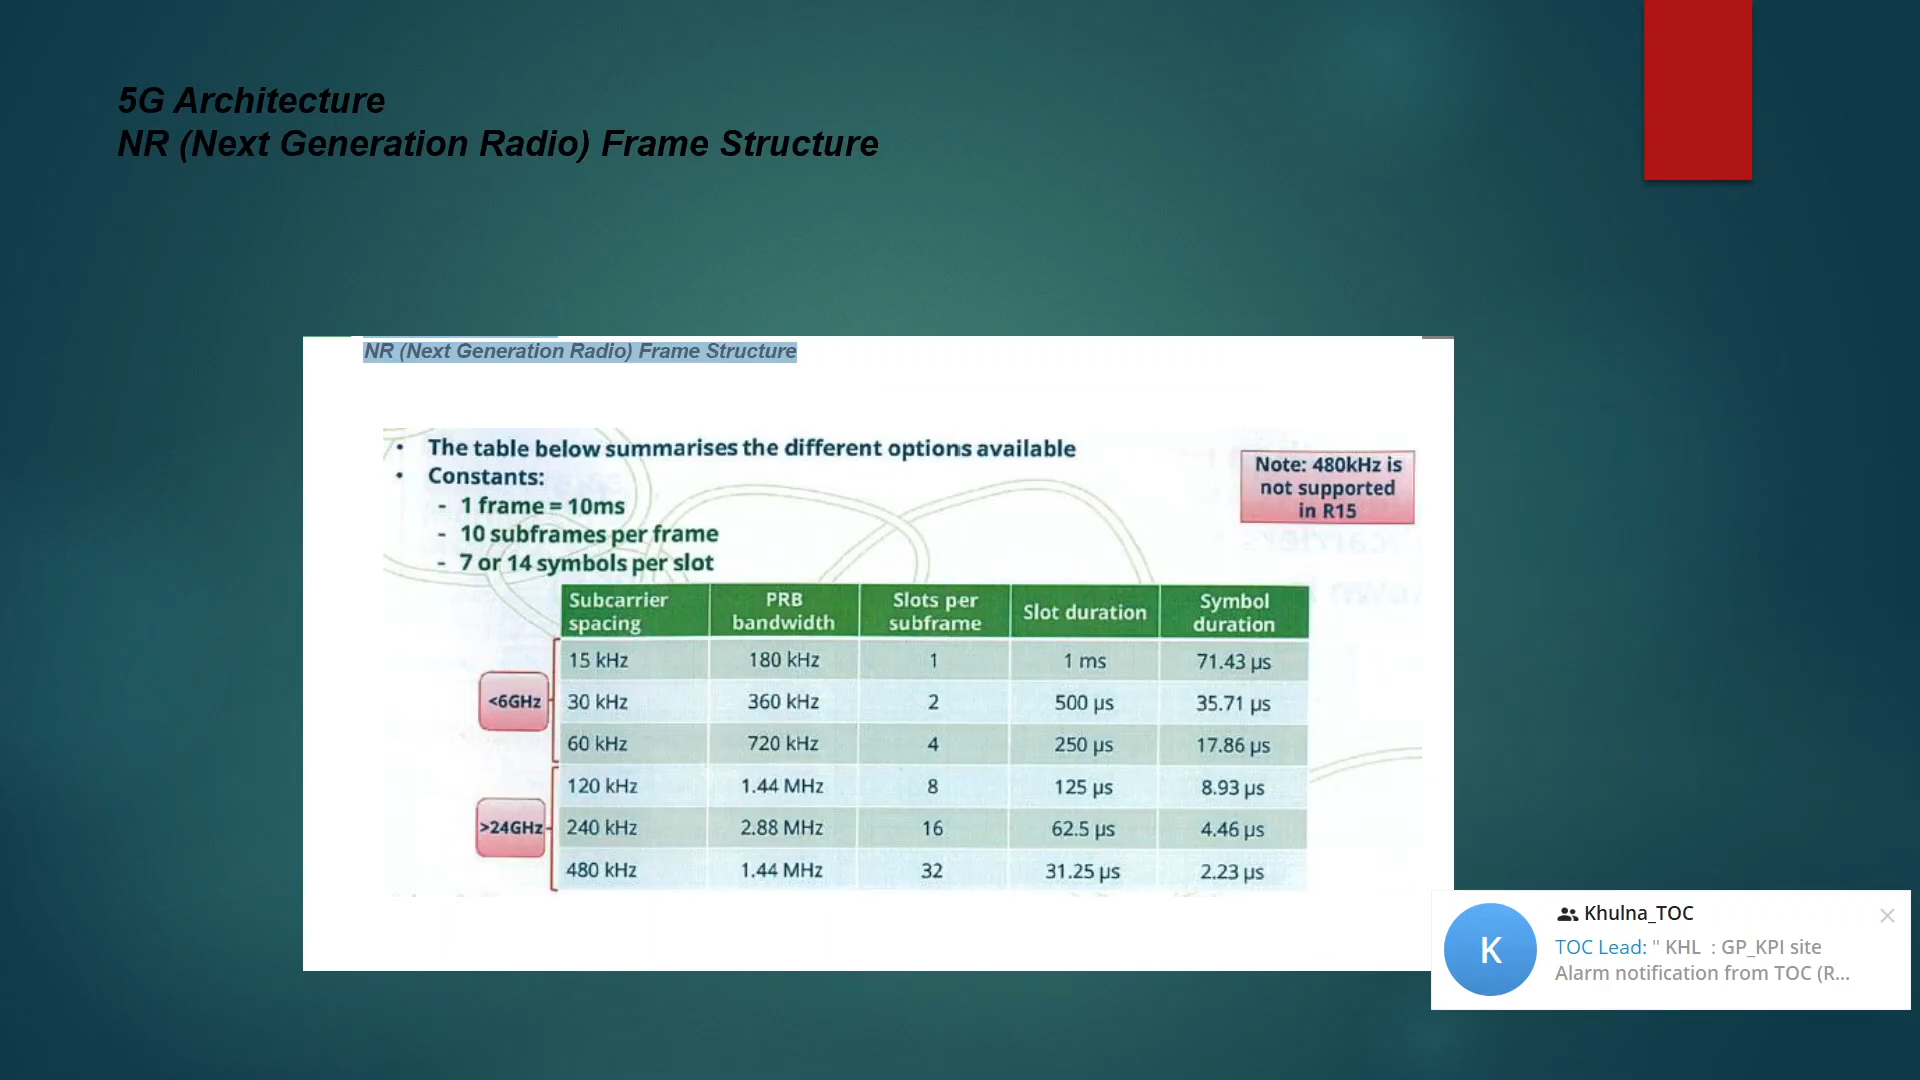 5G Architecture
NR (Next Generation Radio) Frame Structure
NR (Next Generation Radio) Frame Structure
• The table below summarises the different options available
• Constants:
- 1 frame = 10ms
- 10 subframes per frame
- 7 or 14 symbols per slot
Note: 480kHz is
not supported
in R15
Subcarrier spacing PRB bandwidth Slots per subframe Slot duration Symbol duration
15 kHz 180 kHz 1 1 ms 71.43 µs
<6GHz
30 kHz 360 kHz 2 500 µs 35.71 µs
60 kHz 720 kHz 4 250 µs 17.86 µs
120 kHz 1.44 MHz 8 125 µs 8.93 µs
>24GHz
240 kHz 2.88 MHz 16 62.5 µs 4.46 µs
480 kHz 1.44 MHz 32 31.25 µs 2.23 µs
K
Khulna_TOC
TOC Lead: " KHL : GP_KPI site
Alarm notification from TOC (R...